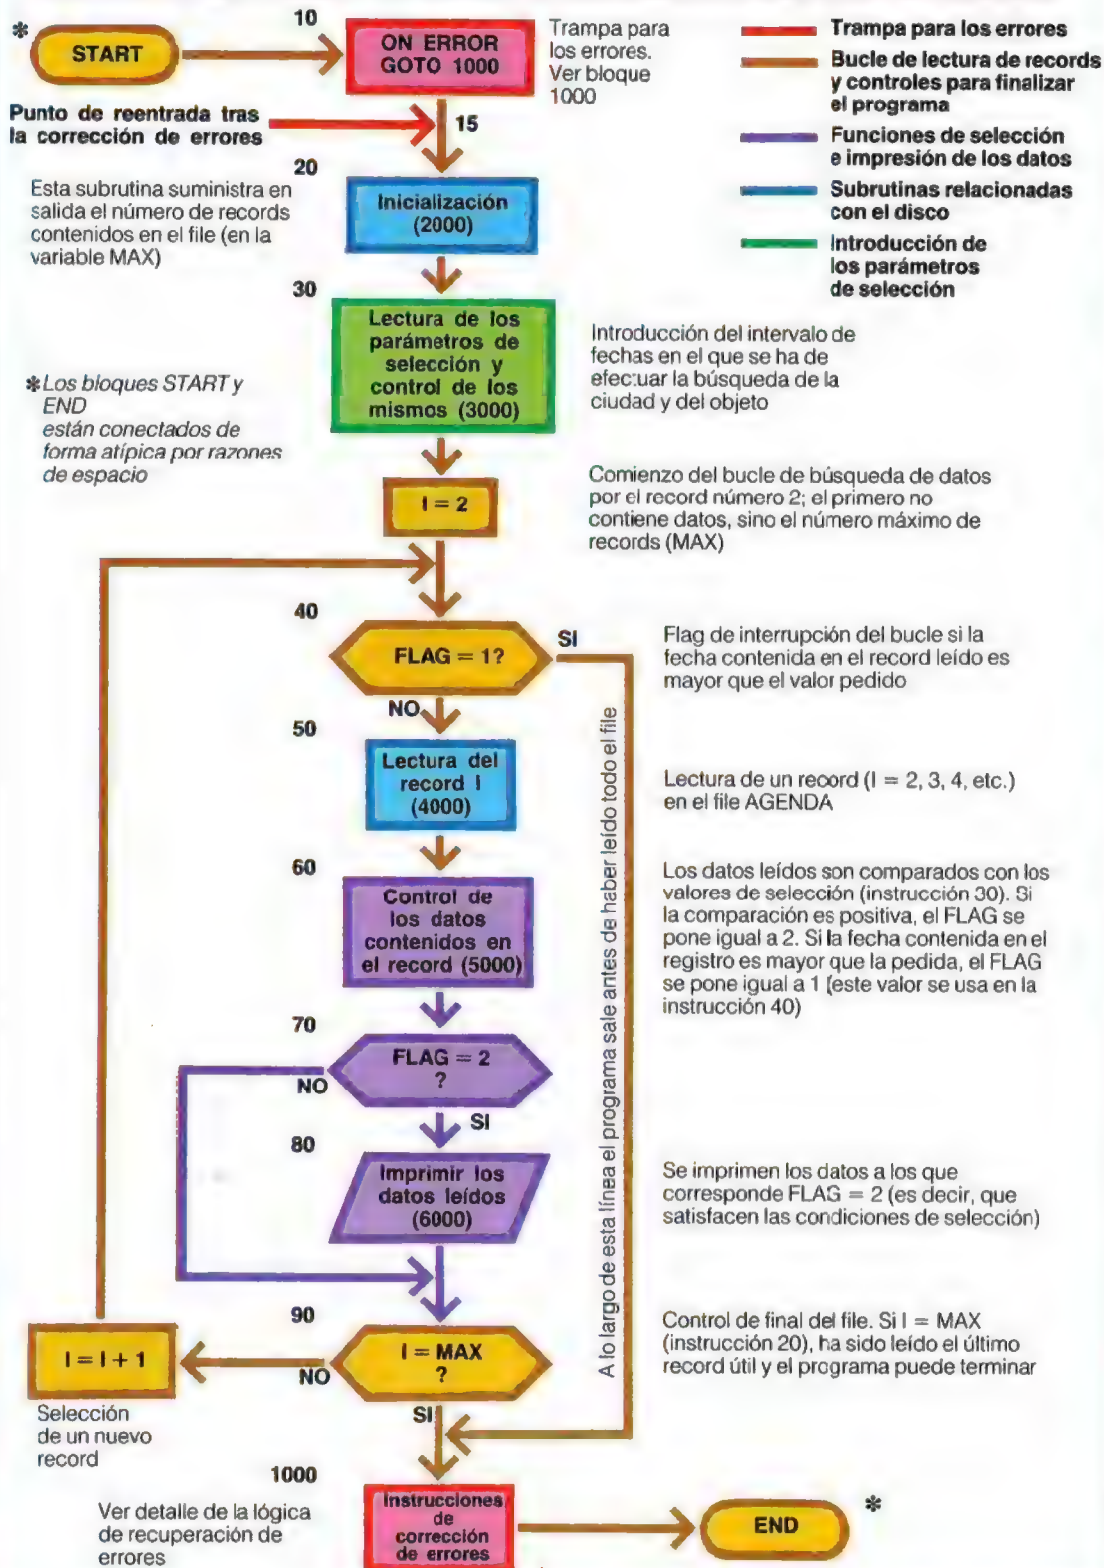 *
START
10
ON ERROR
GOTO 1000
Trampa para
los errores.
Ver bloque
1000
Trampa para los errores
Bucle de lectura de records
y controles para finalizar
el programa
Funciones de selección
e impresión de los datos
Subrutinas relacionadas
con el disco
Introducción de
los parámetros
de selección
Punto de reentrada tras
la corrección de errores
15
20
Esta subrutina suministra en
salida el número de records
contenidos en el file (en la
variable MAX)
Inicialización
(2000)
30
Lectura de los
parámetros de
selección y
control de los
mismos (3000)
Introducción del intervalo de
fechas en el que se ha de
efectuar la búsqueda de la
ciudad y del objeto
*Los bloques START y
END
están conectados de
forma atípica por razones
de espacio
I = 2
Comienzo del bucle de búsqueda de datos
por el record número 2; el primero no
contiene datos, sino el número máximo de
records (MAX)
40
FLAG = 1?
SI
Flag de interrupción del bucle si la
fecha contenida en el record leído es
mayor que el valor pedido
NO
50
Lectura del
record I
(4000)
Lectura de un record (I = 2, 3, 4, etc.)
en el file AGENDA
A lo largo de esta línea el programa sale antes de haber leído todo el file
60
Control de
los datos
contenidos en
el record (5000)
Los datos leídos son comparados con los
valores de selección (instrucción 30). Si
la comparación es positiva, el FLAG se
pone igual a 2. Si la fecha contenida en el
registro es mayor que la pedida, el FLAG
se pone igual a 1 (este valor se usa en la
instrucción 40)
70
FLAG = 2
?
NO
SI
80
Imprimir los
datos leídos
(6000)
Se imprimen los datos a los que
corresponde FLAG = 2 (es decir, que
satisfacen las condiciones de selección)
90
I = MAX
?
Control de final del file. Si I = MAX
(instrucción 20), ha sido leído el último
record útil y el programa puede terminar
I = I + 1
NO
SI
Selección
de un nuevo
record
1000
Ver detalle de la lógica
de recuperación de
errores
Instrucciones
de
corrección
de errores
END
*